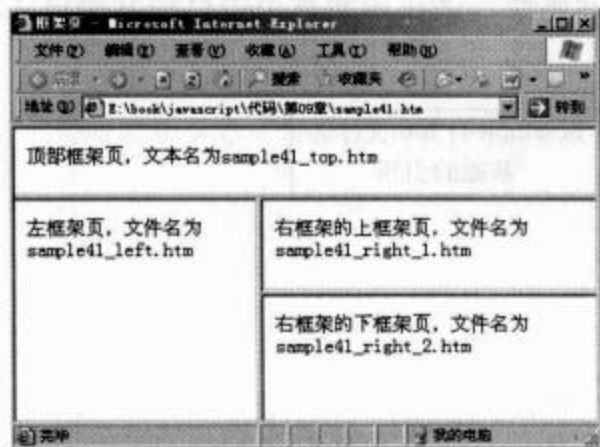 框架页 - Microsoft Internet Explorer
文件(F) 编辑(E) 查看(V) 收藏(A) 工具(T) 帮助(H)
搜索 收藏夹
地址(D) E:\book\javascript\代码\第09章\sample41.htm 转到
顶部框架页，文本名为sample41_top.htm
左框架页，文件名为
sample41_left.htm
右框架的上框架页，文件名为
sample41_right_1.htm
右框架的下框架页，文件名为
sample41_right_2.htm
完毕 我的电脑